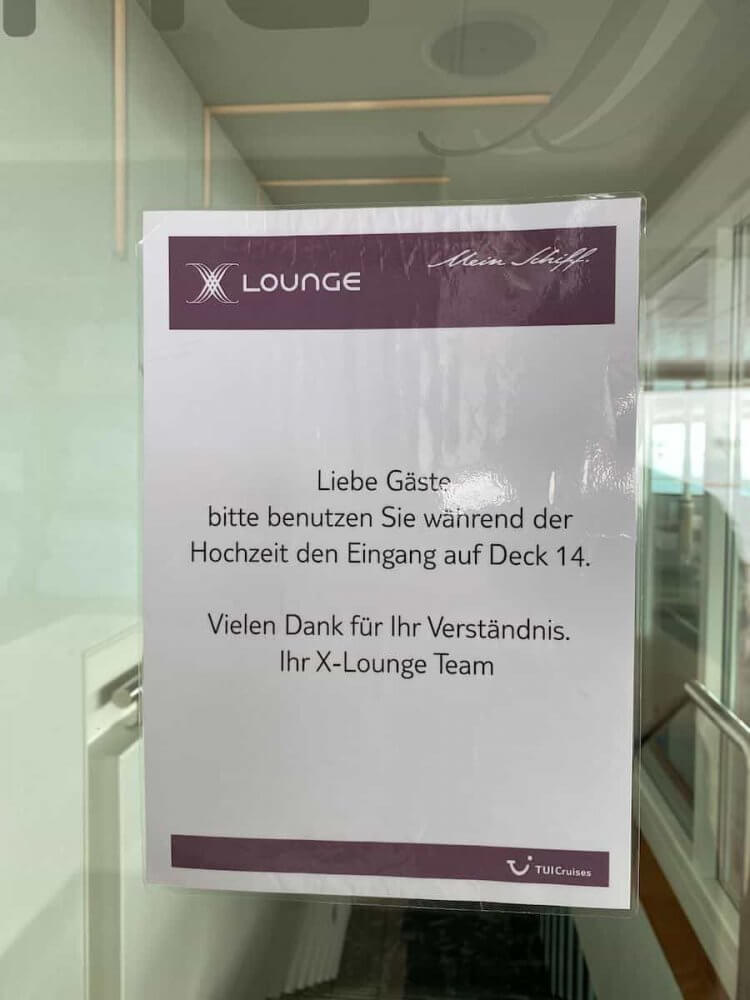 X LOUNGE
Mein Schiff.
Liebe Gäste
bitte benutzen Sie während der
Hochzeit den Eingang auf Deck 14.
Vielen Dank für Ihr Verständnis.
Ihr X-Lounge Team
TUI Cruises